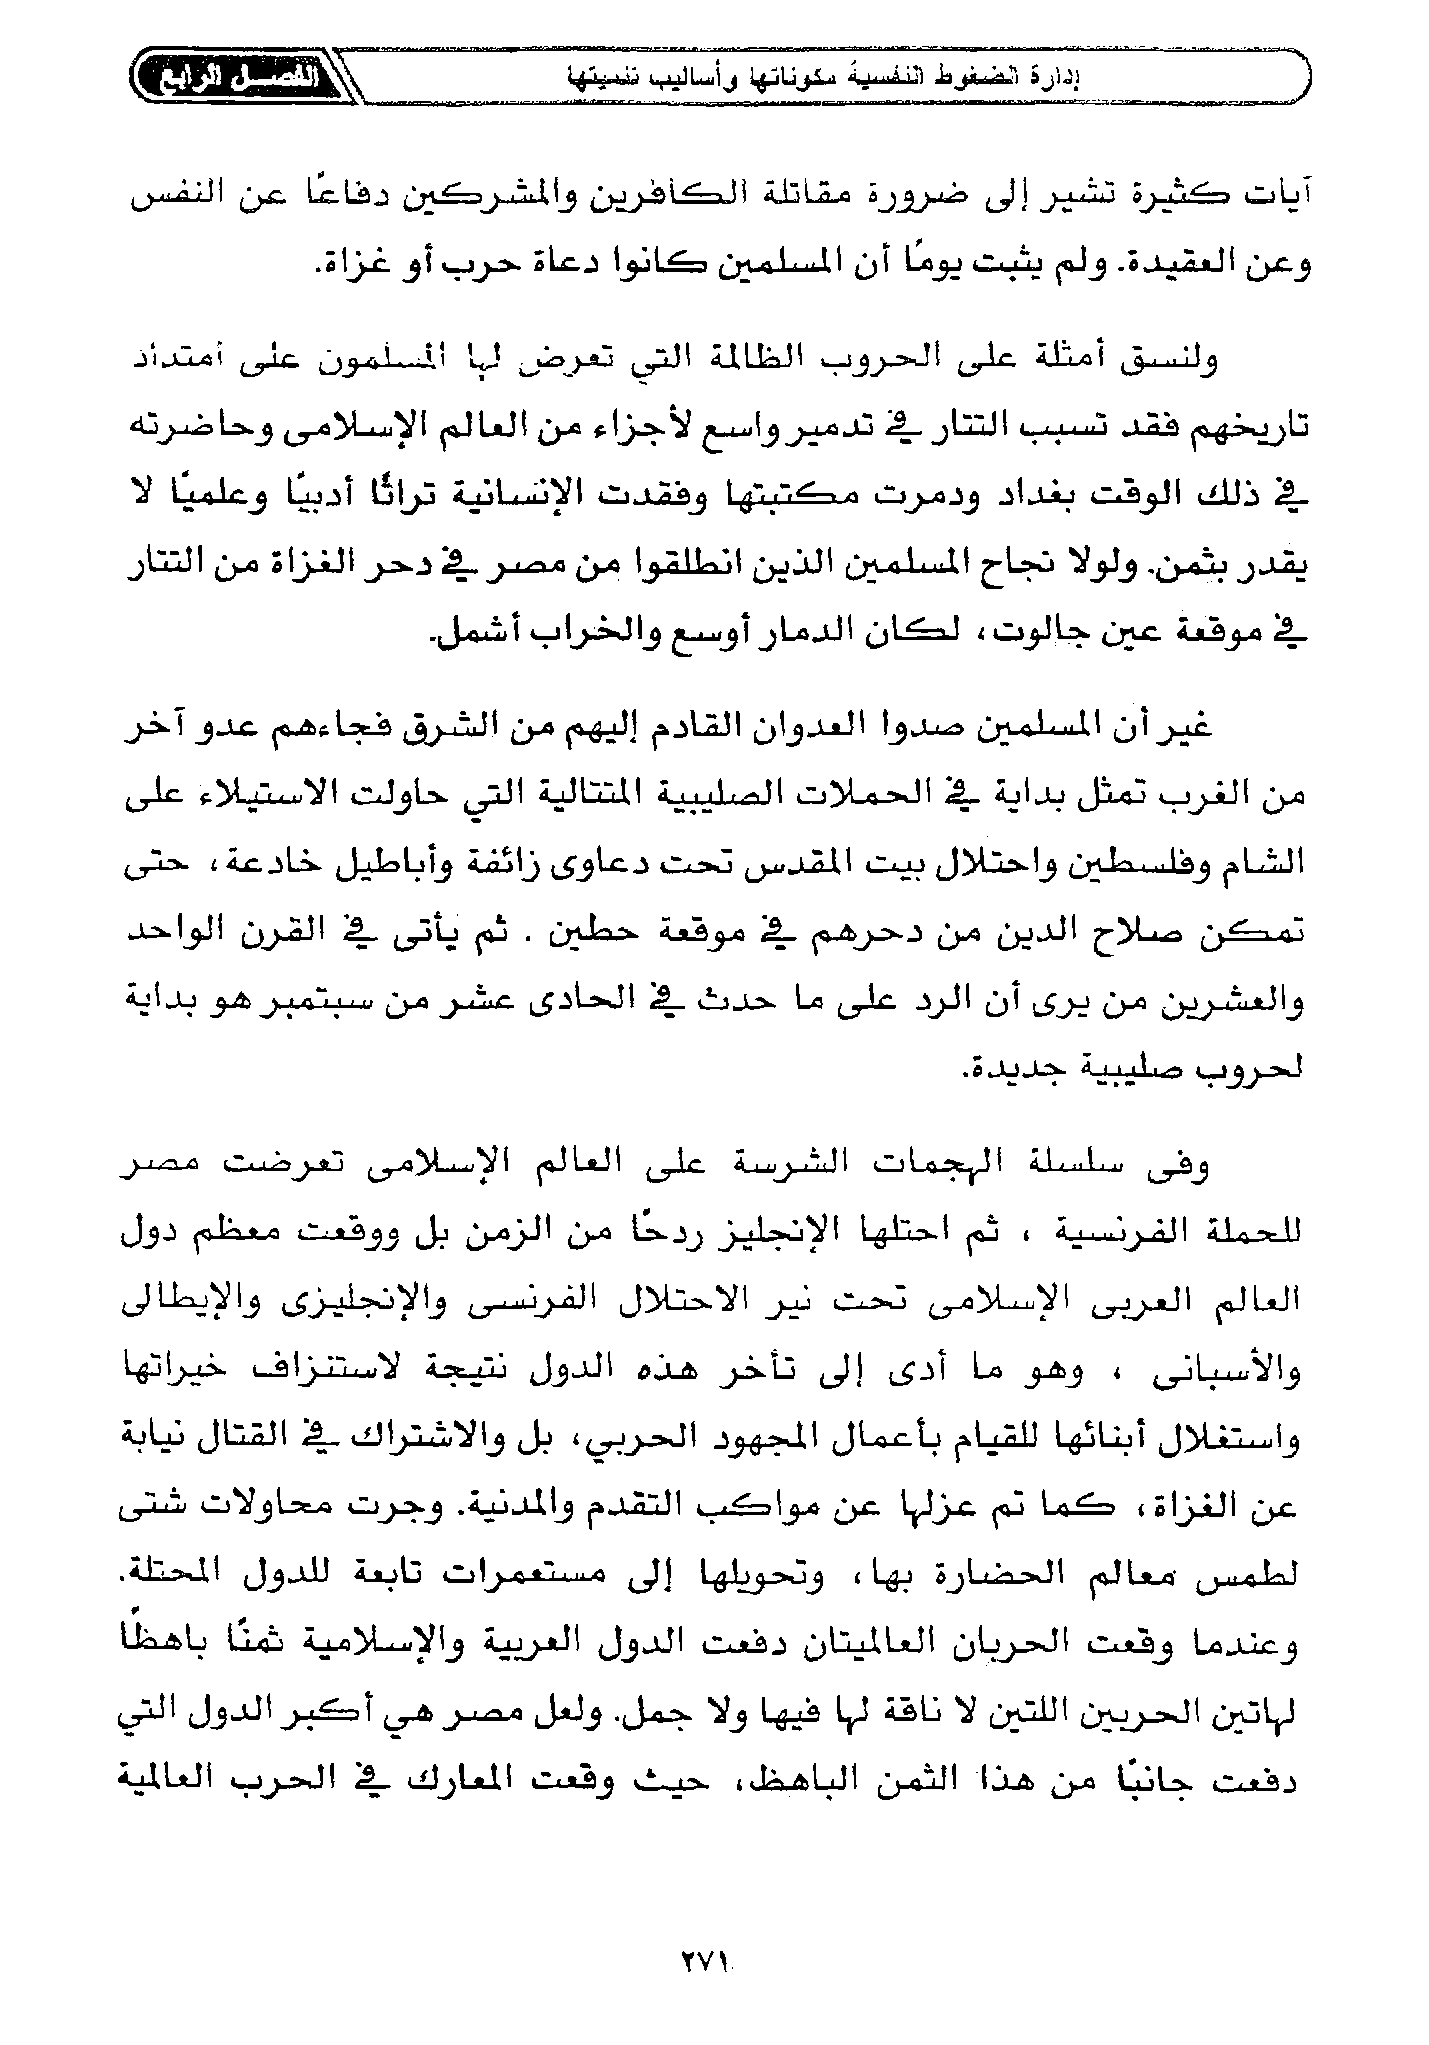 إدارة الضغوط النفسية مكوناتها وأساليب تنميتها
الفصل الرابع
آيات كثيرة تشير إلى ضرورة مقاتلة الكافرين والمشركين دفاعًا عن النفس
وعن العقيدة. ولم يثبت يومًا أن المسلمين كانوا دعاة حرب أو غزاة.
ولنسق أمثلة على الحروب الظالمة التي تعرض لها المسلمون على امتداد
تاريخهم فقد تسبب التتار في تدمير واسع لأجزاء من العالم الإسلامى وحاضرته
في ذلك الوقت بغداد ودمرت مكتبتها وفقدت الإنسانية تراثًا أدبيًا وعلميًا لا
يقدر بثمن. ولولا نجاح المسلمين الذين انطلقوا من مصر في دحر الغزاة من التتار
في موقعة عين جالوت، لكان الدمار أوسع والخراب أشمل.
غير أن المسلمين صدوا العدوان القادم إليهم من الشرق فجاءهم عدو آخر
من الغرب تمثل بداية في الحملات الصليبية المتتالية التي حاولت الاستيلاء على
الشام وفلسطين واحتلال بيت المقدس تحت دعاوى زائفة وأباطيل خادعة، حتى
تمكن صلاح الدين من دحرهم في موقعة حطين . ثم يأتى في القرن الواحد
والعشرين من يرى أن الرد على ما حدث في الحادى عشر من سبتمبر هو بداية
لحروب صليبية جديدة.
وفى سلسلة الهجمات الشرسة على العالم الإسلامى تعرضت مصر
للحملة الفرنسية ، ثم احتلها الإنجليز ردحًا من الزمن بل ووقعت معظم دول
العالم العربى الإسلامى تحت نير الاحتلال الفرنسى والإنجليزى والإيطالى
والأسبانى ، وهو ما أدى إلى تأخر هذه الدول نتيجة لاستنزاف خيراتها
واستغلال أبنائها للقيام بأعمال المجهود الحربي، بل والاشتراك في القتال نيابة
عن الغزاة، كما تم عزلها عن مواكب التقدم والمدنية. وجرت محاولات شتى
لطمس معالم الحضارة بها، وتحويلها إلى مستعمرات تابعة للدول المحتلة.
وعندما وقعت الحربان العالميتان دفعت الدول العربية والإسلامية ثمنًا باهظًا
لهاتين الحربين اللتين لا ناقة لها فيها ولا جمل. ولعل مصر هي أكبر الدول التي
دفعت جانبًا من هذا الثمن الباهظ، حيث وقعت المعارك في الحرب العالمية
٢٧١